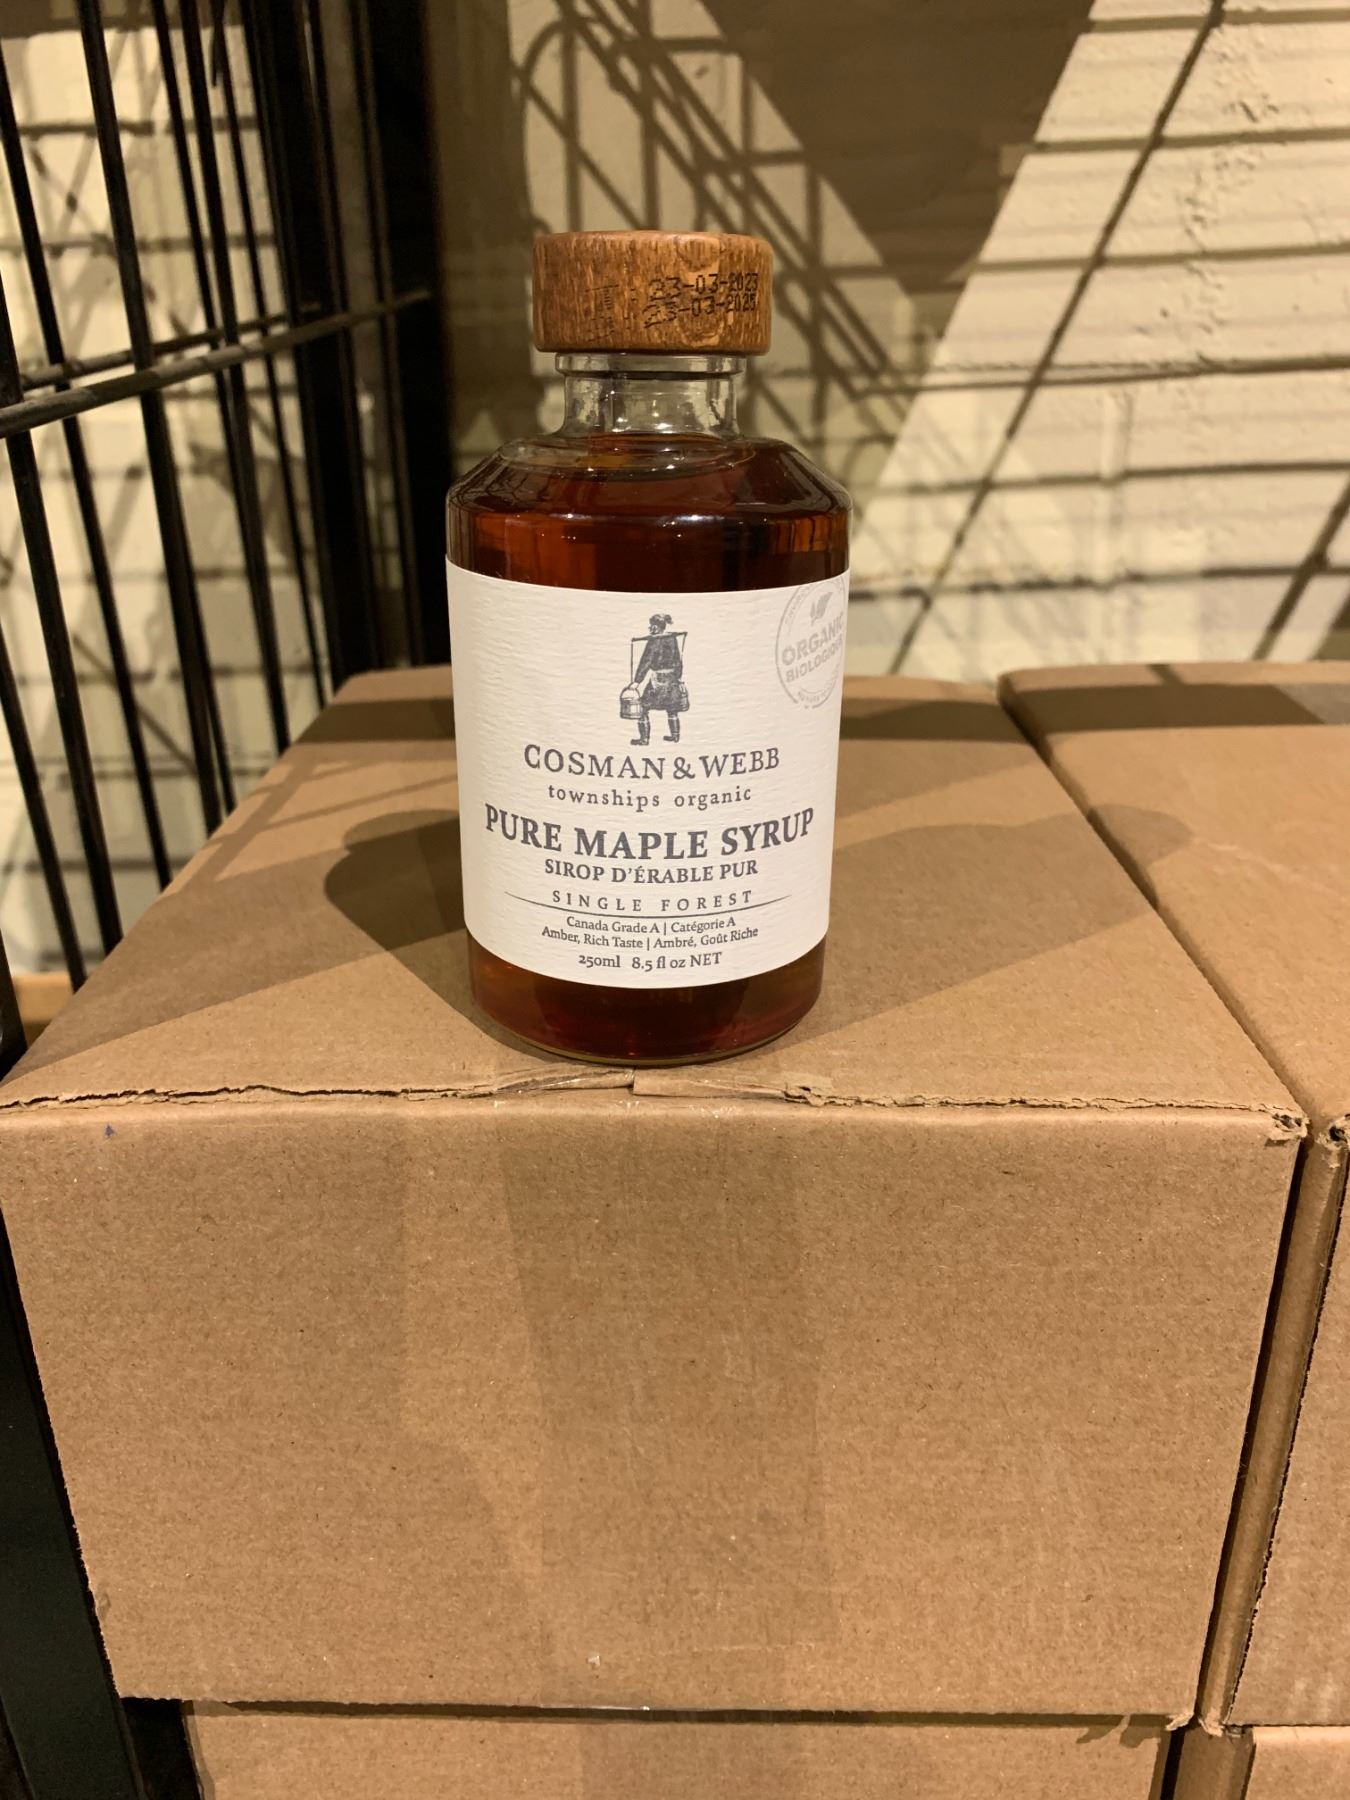 23-03-2023
23-03-2025
ORGANIC
BIOLOGIQUE
COSMAN & WEBB
townships organic
PURE MAPLE SYRUP
SIROP D'ÉRABLE PUR
SINGLE FOREST
Canada Grade A | Catégorie A
Amber, Rich Taste | Ambré, Goût Riche
250ml 8.5 fl oz NET